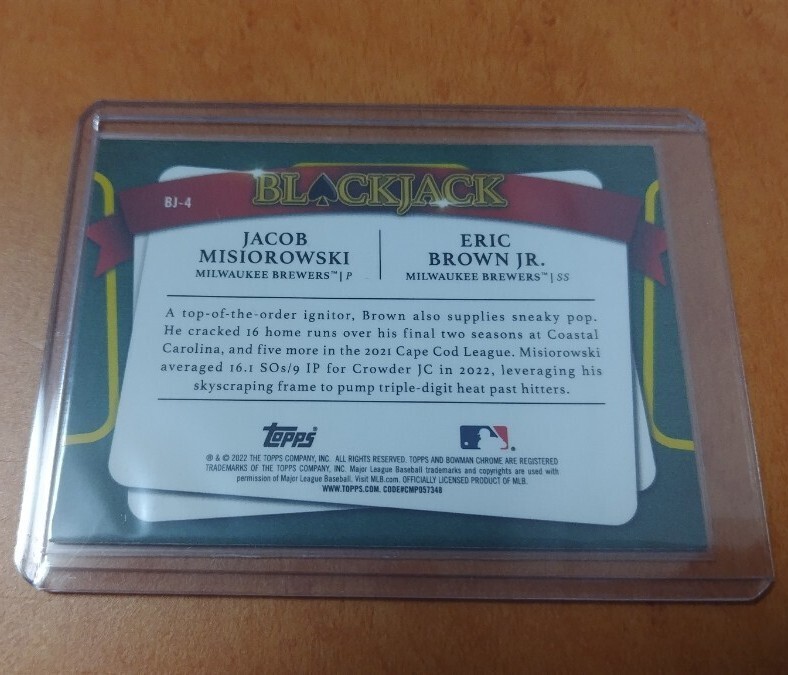 BJ-4
BLACKJACK
JACOB
MISIOROWSKI
MILWAUKEE BREWERS™ | P
ERIC
BROWN JR.
MILWAUKEE BREWERS™ | SS
A top-of-the-order ignitor, Brown also supplies sneaky pop.
He cracked 16 home runs over his final two seasons at Coastal
Carolina, and five more in the 2021 Cape Cod League. Misiorowski
averaged 16.1 SOs/9 IP for Crowder JC in 2022, leveraging his
skyscraping frame to pump triple-digit heat past hitters.
topps®
® & © 2022 THE TOPPS COMPANY, INC. ALL RIGHTS RESERVED. TOPPS AND BOWMAN CHROME ARE REGISTERED
TRADEMARKS OF THE TOPPS COMPANY, INC. Major League Baseball trademarks and copyrights are used with
permission of Major League Baseball. Visit MLB.com. OFFICIALLY LICENSED PRODUCT OF MLB.
WWW.TOPPS.COM. CODE#CMP057348